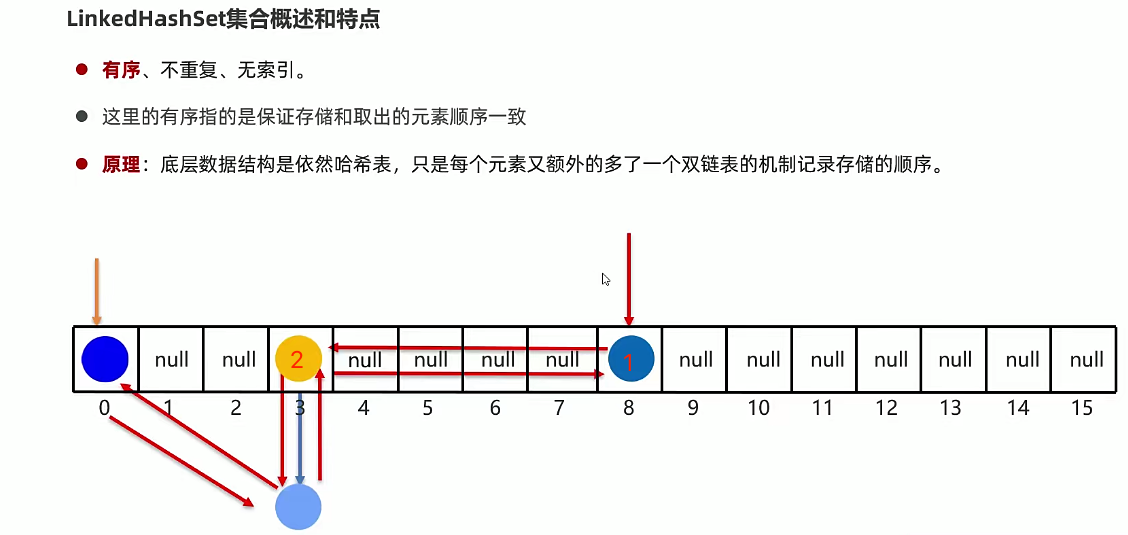 LinkedHashSet集合概述和特点
有序、不重复、无索引。
这里的有序指的是保证存储和取出的元素顺序一致
原理：底层数据结构是依然哈希表，只是每个元素又额外的多了一个双链表的机制记录存储的顺序。
null null 2 null null null null 1 null null null null null null null
0 1 2 3 4 5 6 7 8 9 10 11 12 13 14 15